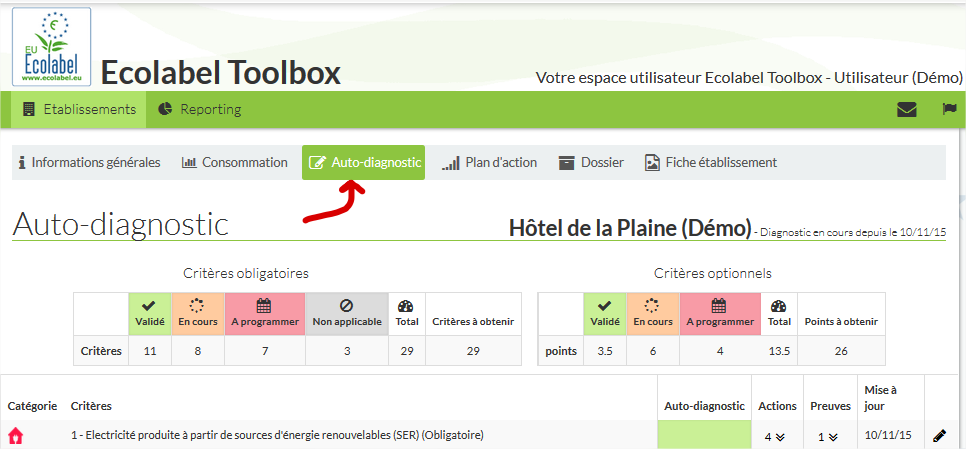 EU
Ecolabel
www.ecolabel.eu
Ecolabel Toolbox
Votre espace utilisateur Ecolabel Toolbox - Utilisateur (Démo)
Etablissements Reporting
Informations générales Consommation Auto-diagnostic Plan d'action Dossier Fiche établissement
Auto-diagnostic
Hôtel de la Plaine (Démo) - Diagnostic en cours depuis le 10/11/15
Critères obligatoires
Validé En cours A programmer Non applicable Total Critères à obtenir
Critères 11 8 7 3 29 29
Critères optionnels
Validé En cours A programmer Total Points à obtenir
points 3.5 6 4 13.5 26
Catégorie Critères Auto-diagnostic Actions Preuves Mise à
jour
1 - Electricité produite à partir de sources d'énergie renouvelables (SER) (Obligatoire) 4 1 10/11/15